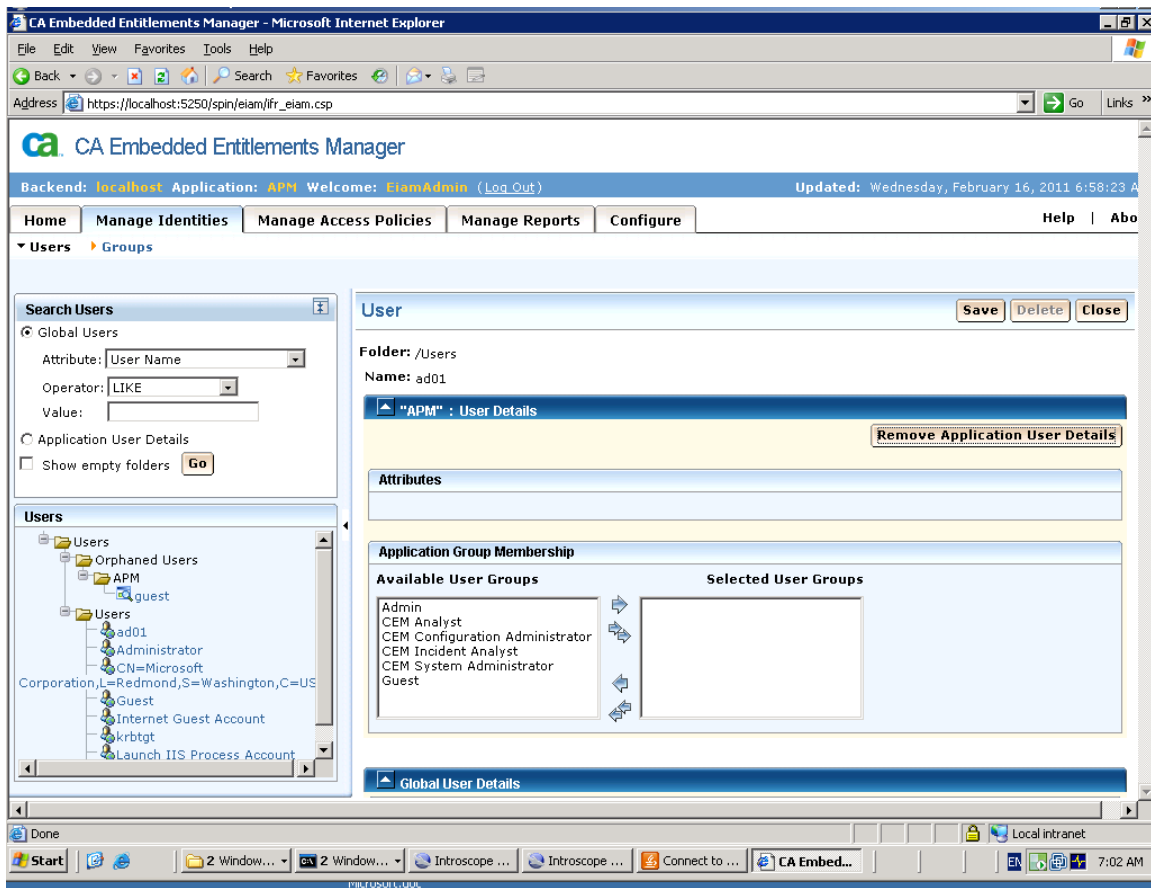 CA Embedded Entitlements Manager - Microsoft Internet Explorer
File Edit View Favorites Tools Help
Back Search Favorites
Address https://localhost:5250/spin/eiam/ifr_eiam.csp Go Links »
ca. CA Embedded Entitlements Manager
Backend: localhost Application: APM Welcome: EiamAdmin (Log Out) Updated: Wednesday, February 16, 2011 6:58:23 A
Home Manage Identities Manage Access Policies Manage Reports Configure Help | Abo
Users Groups
Search Users
Global Users
Attribute: User Name
Operator: LIKE
Value:
Application User Details
Show empty folders Go
Users
Users
Orphaned Users
APM
guest
Users
ad01
Administrator
CN=Microsoft
Corporation,L=Redmond,S=Washington,C=US
Guest
Internet Guest Account
krbtgt
Launch IIS Process Account
User Save Delete Close
Folder: /Users
Name: ad01
"APM" : User Details
Remove Application User Details
Attributes
Application Group Membership
Available User Groups Selected User Groups
Admin
CEM Analyst
CEM Configuration Administrator
CEM Incident Analyst
CEM System Administrator
Guest
Global User Details
Done Local intranet
Start 2 Window... 2 Window... Introscope ... Introscope ... Connect to ... CA Embed... EN 7:02 AM
Microsoft.doc